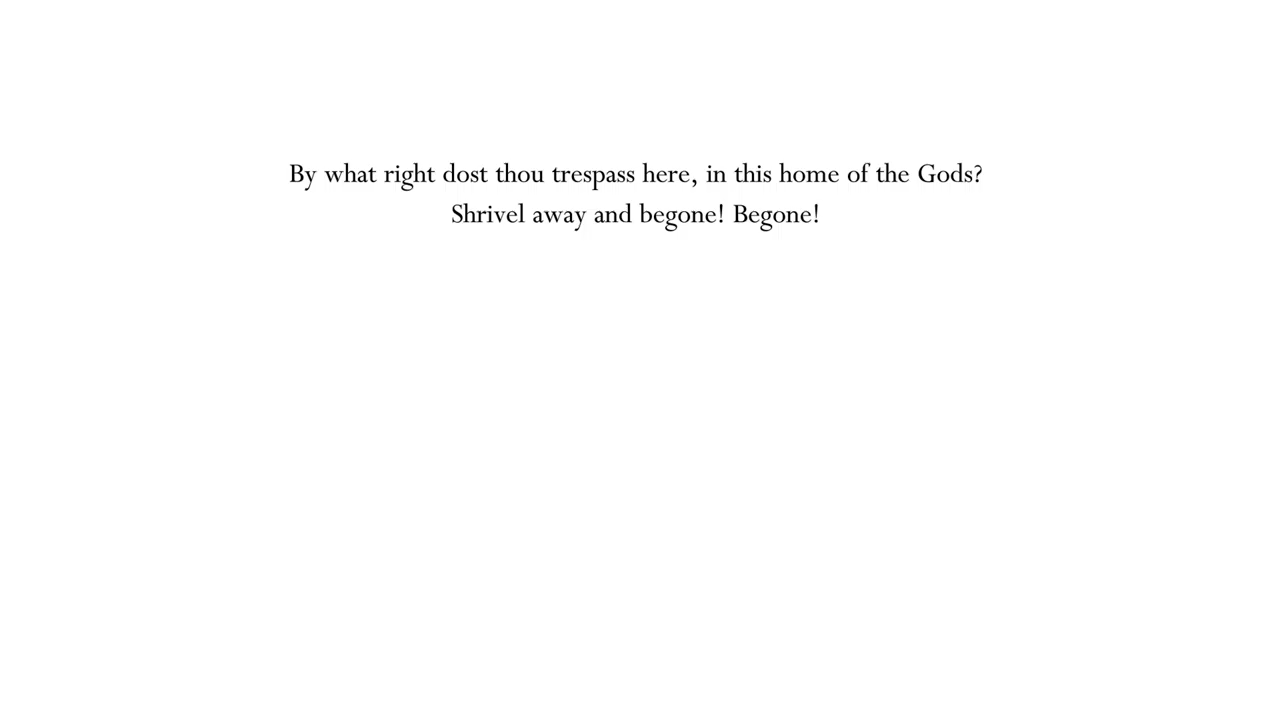 By what right dost thou trespass here, in this home of the Gods?
Shrivel away and begone! Begone!